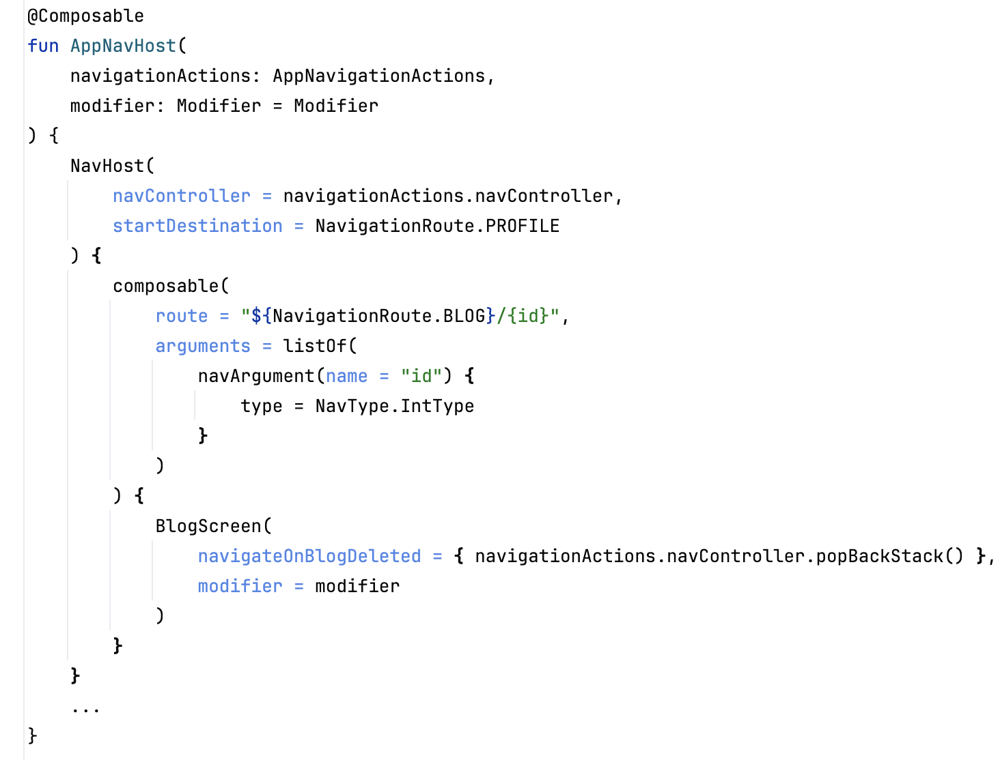 @Composable
fun AppNavHost(
    navigationActions: AppNavigationActions,
    modifier: Modifier = Modifier
) {
    NavHost(
        navController = navigationActions.navController,
        startDestination = NavigationRoute.PROFILE
    ) {
        composable(
            route = "${NavigationRoute.BLOG}/{id}",
            arguments = listOf(
                navArgument(name = "id") {
                    type = NavType.IntType
                }
            )
        ) {
            BlogScreen(
                navigateOnBlogDeleted = { navigationActions.navController.popBackStack() },
                modifier = modifier
            )
        }
    }
    ...
}